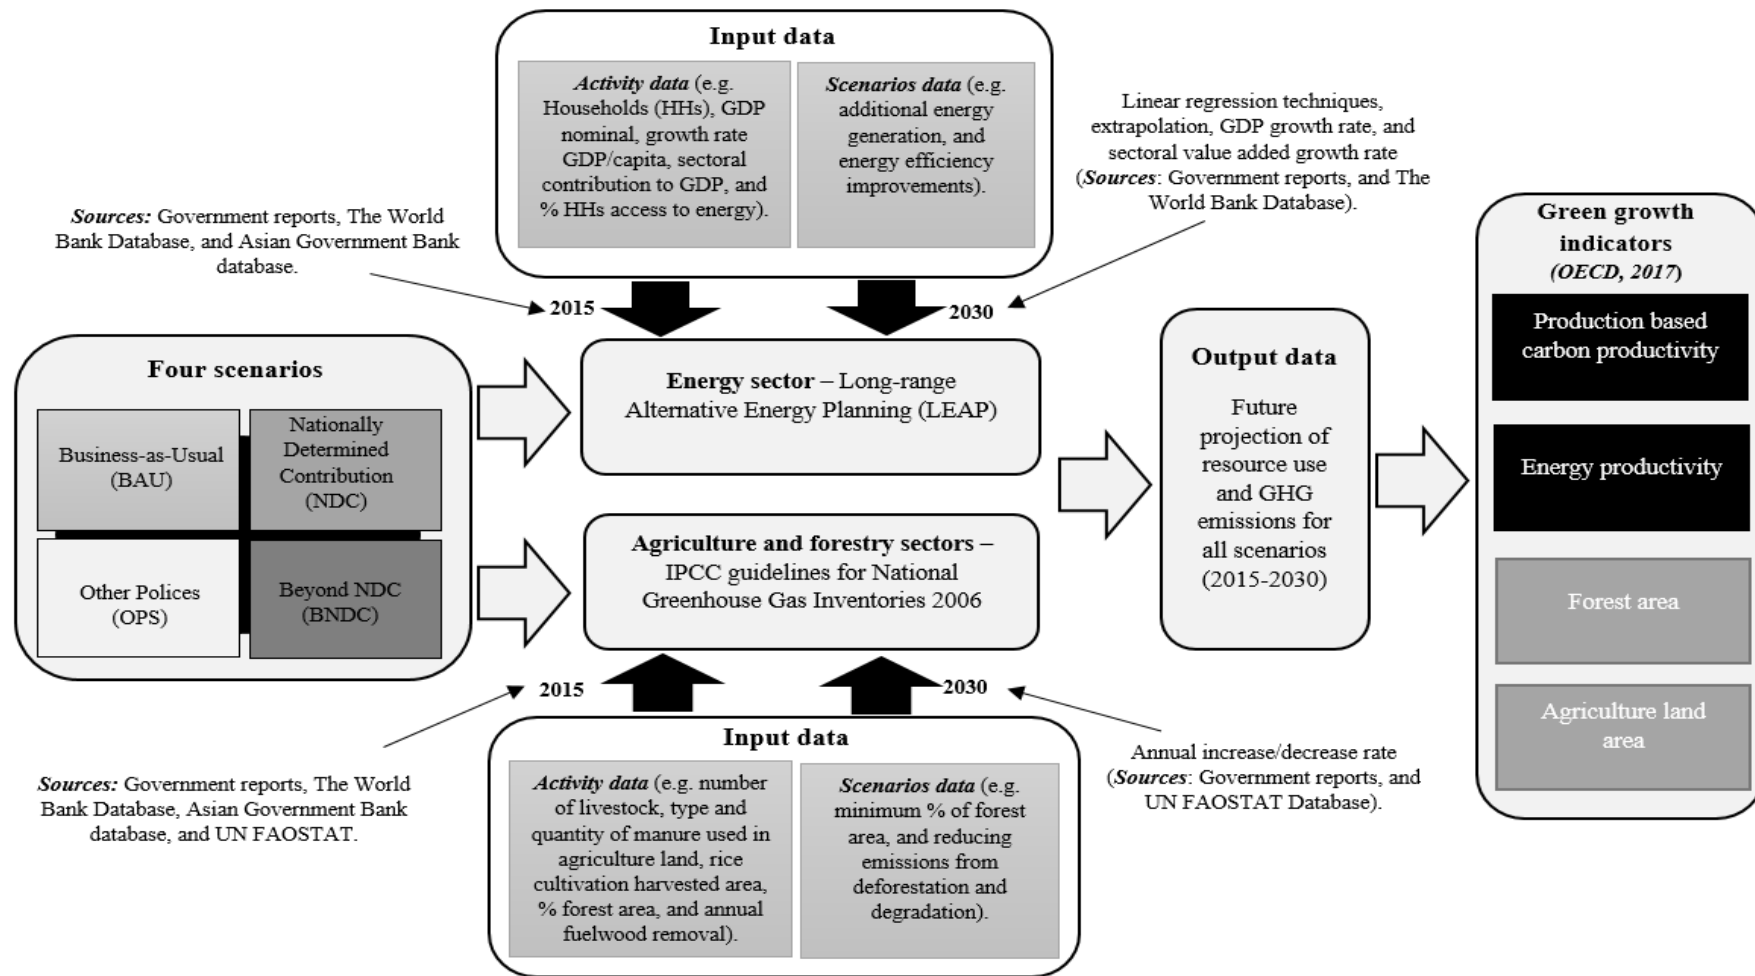 Input data
Activity data (e.g.
Households (HHs), GDP
nominal, growth rate
GDP/capita, sectoral
contribution to GDP, and
% HHs access to energy).
Scenarios data (e.g.
additional energy
generation, and
energy efficiency
improvements).
Linear regression techniques,
extrapolation, GDP growth rate, and
sectoral value added growth rate
(Sources: Government reports, and The
World Bank Database).
Sources: Government reports, The World
Bank Database, and Asian Government Bank
database.
2015
2030
Four scenarios
Business-as-Usual
(BAU)
Nationally
Determined
Contribution
(NDC)
Other Polices
(OPS)
Beyond NDC
(BNDC)
Energy sector – Long-range
Alternative Energy Planning (LEAP)
Agriculture and forestry sectors –
IPCC guidelines for National
Greenhouse Gas Inventories 2006
Output data
Future
projection of
resource use
and GHG
emissions for
all scenarios
(2015-2030)
Green growth
indicators
(OECD, 2017)
Production based
carbon productivity
Energy productivity
Forest area
Agriculture land
area
2015
2030
Sources: Government reports, The World
Bank Database, Asian Government Bank
database, and UN FAOSTAT.
Input data
Activity data (e.g. number
of livestock, type and
quantity of manure used in
agriculture land, rice
cultivation harvested area,
% forest area, and annual
fuelwood removal).
Scenarios data (e.g.
minimum % of forest
area, and reducing
emissions from
deforestation and
degradation).
Annual increase/decrease rate
(Sources: Government reports, and
UN FAOSTAT Database).